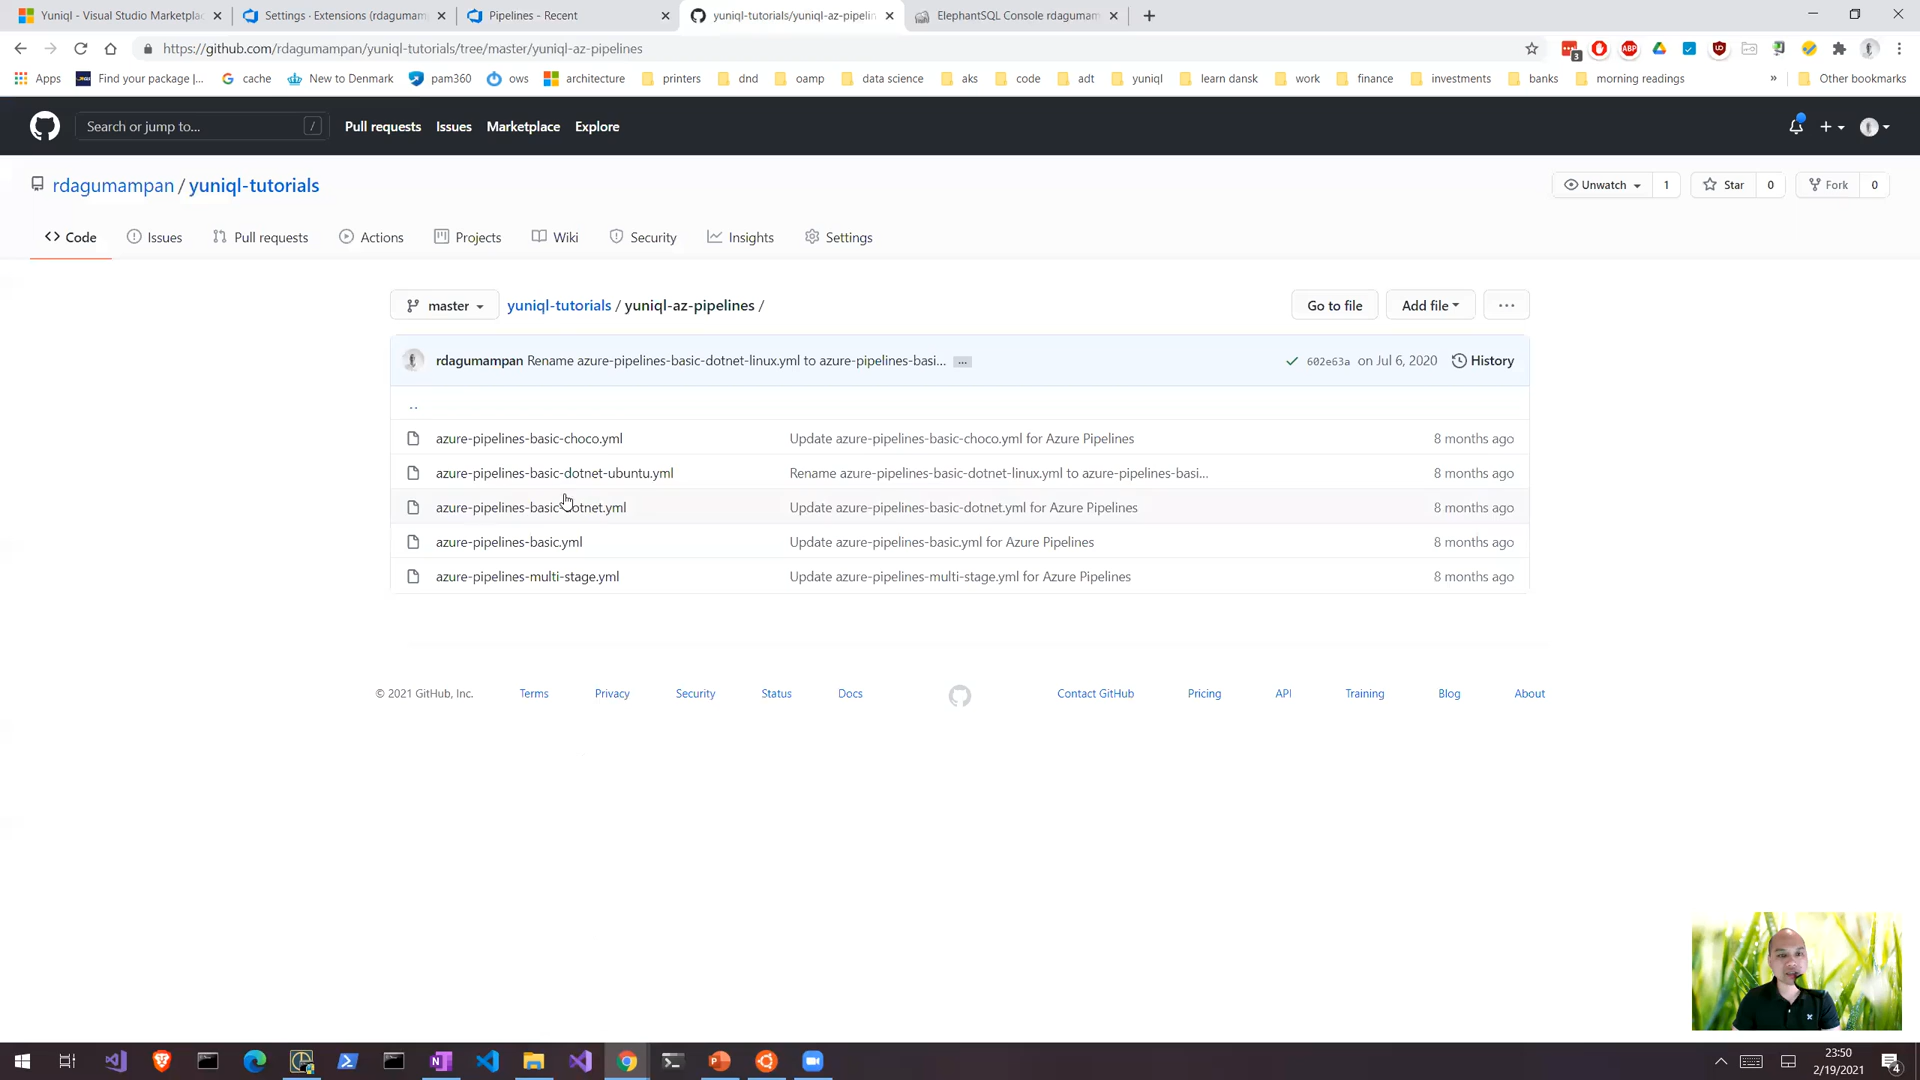 Yuniql - Visual Studio Marketpla
Settings · Extensions (rdagumam
Pipelines - Recent
yuniql-tutorials/yuniql-az-pipelin
ElephantSQL Console rdagumam
https://github.com/rdagumampan/yuniql-tutorials/tree/master/yuniql-az-pipelines
3
ABP
Apps
Find your package |...
cache
New to Denmark
pam360
ows
architecture
printers
dnd
oamp
data science
aks
code
adt
yuniql
learn dansk
work
finance
investments
banks
morning readings
»
Other bookmarks
Search or jump to...
/
Pull requests
Issues
Marketplace
Explore
rdagumampan / yuniql-tutorials
Unwatch
1
Star
0
Fork
0
Code
Issues
Pull requests
Actions
Projects
Wiki
Security
Insights
Settings
master
yuniql-tutorials / yuniql-az-pipelines /
Go to file
Add file
...
rdagumampan Rename azure-pipelines-basic-dotnet-linux.yml to azure-pipelines-basi... ...
602e63a on Jul 6, 2020
History
..
azure-pipelines-basic-choco.yml
Update azure-pipelines-basic-choco.yml for Azure Pipelines
8 months ago
azure-pipelines-basic-dotnet-ubuntu.yml
Rename azure-pipelines-basic-dotnet-linux.yml to azure-pipelines-basi...
8 months ago
azure-pipelines-basic-dotnet.yml
Update azure-pipelines-basic-dotnet.yml for Azure Pipelines
8 months ago
azure-pipelines-basic.yml
Update azure-pipelines-basic.yml for Azure Pipelines
8 months ago
azure-pipelines-multi-stage.yml
Update azure-pipelines-multi-stage.yml for Azure Pipelines
8 months ago
© 2021 GitHub, Inc.
Terms
Privacy
Security
Status
Docs
Contact GitHub
Pricing
API
Training
Blog
About
23:50
2/19/2021
4